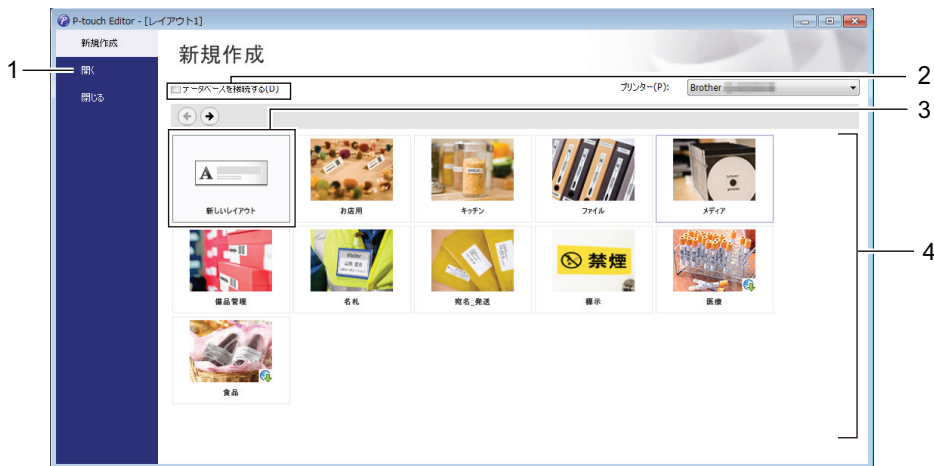 P-touch Editor - [レイアウト1]
新規作成
開く
閉じる
新規作成
データベースを接続する(D)
プリンター(P):
Brother
新しいレイアウト
A
お店用
キッチン
ファイル
メディア
備品管理
名札
Visitor
宛名_発送
標示
禁煙
医療
食品
1
2
3
4